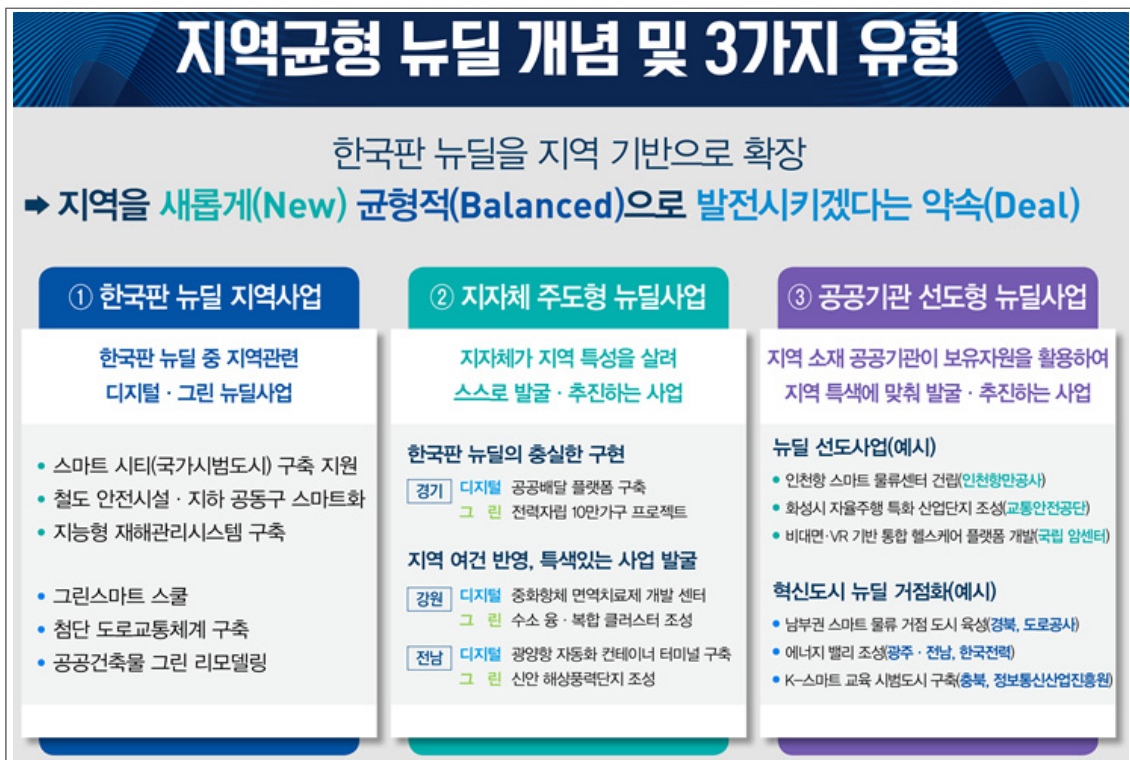 지역균형 뉴딜 개념 및 3가지 유형
한국판 뉴딜을 지역 기반으로 확장
➡ 지역을 새롭게(New) 균형적(Balanced)으로 발전시키겠다는 약속(Deal)
① 한국판 뉴딜 지역사업
한국판 뉴딜 중 지역관련
디지털 · 그린 뉴딜사업
• 스마트 시티(국가시범도시) 구축 지원
• 철도 안전시설 · 지하 공동구 스마트화
• 지능형 재해관리시스템 구축
• 그린스마트 스쿨
• 첨단 도로교통체계 구축
• 공공건축물 그린 리모델링
② 지자체 주도형 뉴딜사업
지자체가 지역 특성을 살려
스스로 발굴 · 추진하는 사업
한국판 뉴딜의 충실한 구현
경기 디지털 공공배달 플랫폼 구축
그 린 전력자립 10만가구 프로젝트
지역 여건 반영, 특색있는 사업 발굴
강원 디지털 중화항체 면역치료제 개발 센터
그 린 수소 융 · 복합 클러스터 조성
전남 디지털 광양항 자동화 컨테이너 터미널 구축
그 린 신안 해상풍력단지 조성
③ 공공기관 선도형 뉴딜사업
지역 소재 공공기관이 보유자원을 활용하여
지역 특색에 맞춰 발굴 · 추진하는 사업
뉴딜 선도사업(예시)
• 인천항 스마트 물류센터 건립(인천항만공사)
• 화성시 자율주행 특화 산업단지 조성(교통안전공단)
• 비대면·VR 기반 통합 헬스케어 플랫폼 개발(국립 암센터)
혁신도시 뉴딜 거점화(예시)
• 남부권 스마트 물류 거점 도시 육성(경북, 도로공사)
• 에너지 밸리 조성(광주 · 전남, 한국전력)
• K-스마트 교육 시범도시 구축(충북, 정보통신산업진흥원)